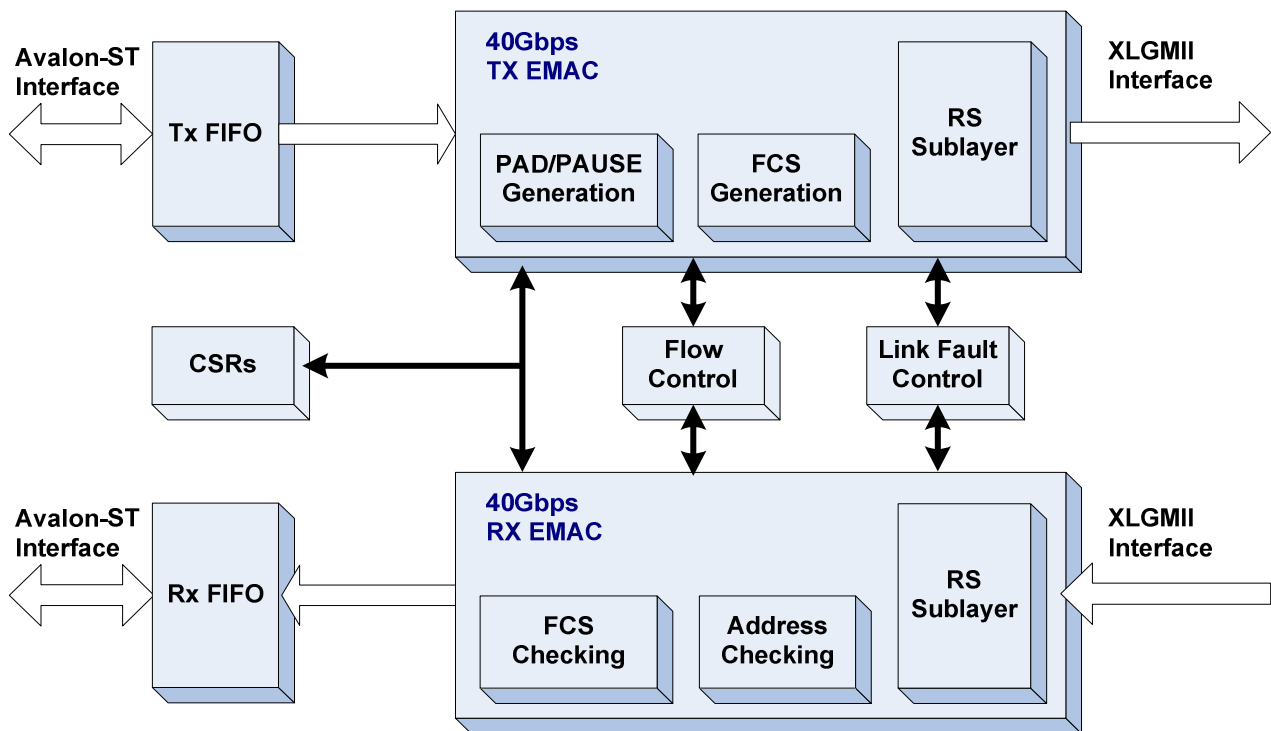 40Gbps
TX EMAC
Avalon-ST
Interface
XLGMII
Interface
Tx FIFO
RS
Sublayer
PAD/PAUSE
Generation
FCS
Generation
CSRs
Flow
Control
Link Fault
Control
40Gbps
RX EMAC
Avalon-ST
Interface
XLGMII
Interface
Rx FIFO
RS
Sublayer
FCS
Checking
Address
Checking